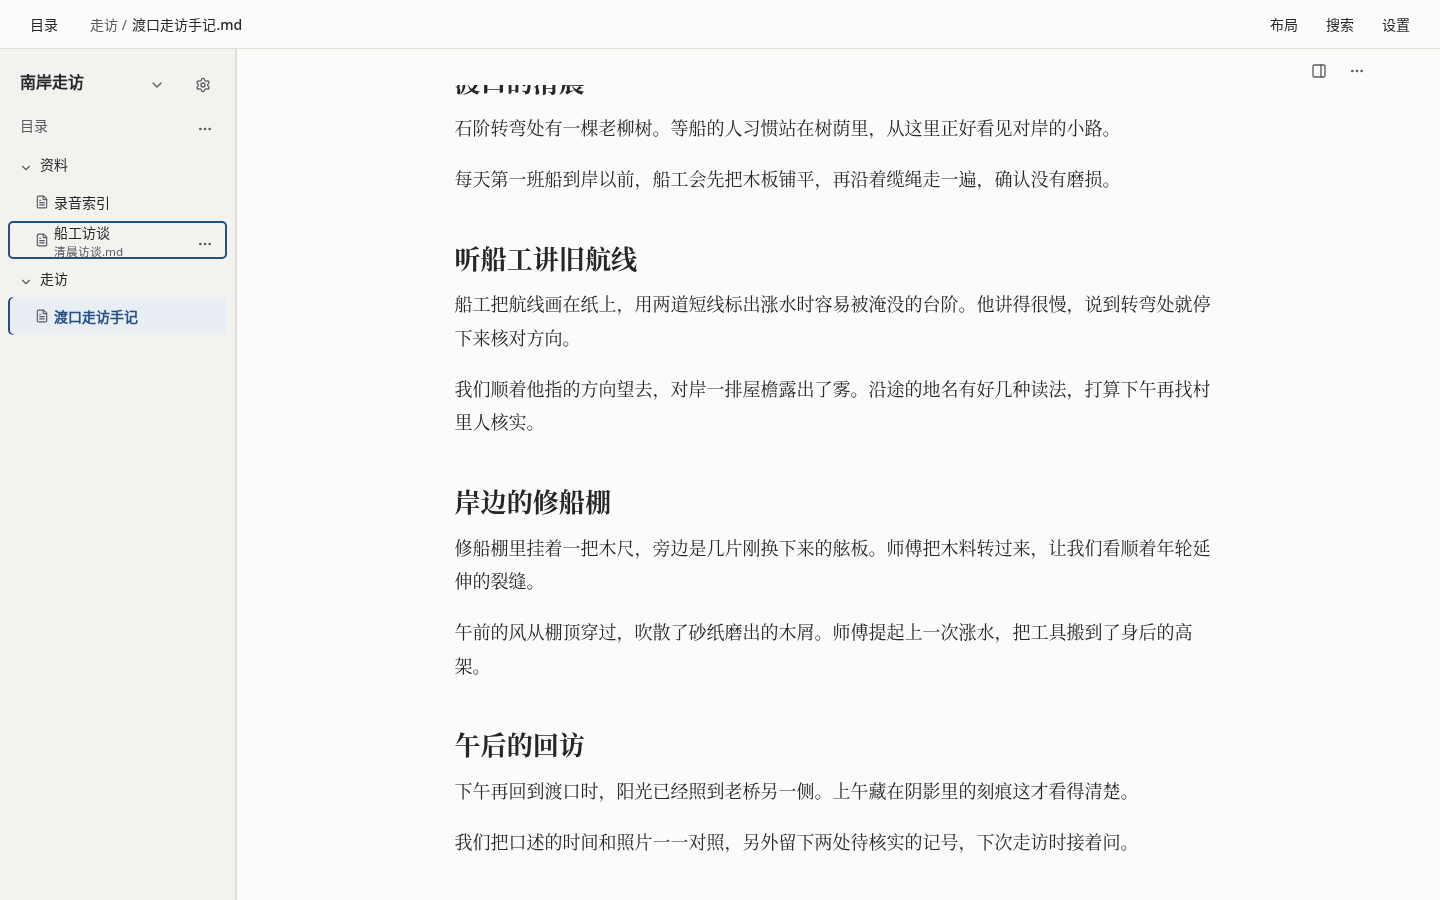 目录
走访 / 渡口走访手记.md
布局
搜索
设置
南岸走访
目录
资料
录音索引
船工访谈
清晨访谈.md
走访
渡口走访手记
渡口的清晨
石阶转弯处有一棵老柳树。等船的人习惯站在树荫里，从这里正好看见对岸的小路。
每天第一班船到岸以前，船工会先把木板铺平，再沿着缆绳走一遍，确认没有磨损。
听船工讲旧航线
船工把航线画在纸上，用两道短线标出涨水时容易被淹没的台阶。他讲得很慢，说到转弯处就停
下来核对方向。
我们顺着他指的方向望去，对岸一排屋檐露出了雾。沿途的地名有好几种读法，打算下午再找村
里人核实。
岸边的修船棚
修船棚里挂着一把木尺，旁边是几片刚换下来的舷板。师傅把木料转过来，让我们看顺着年轮延
伸的裂缝。
午前的风从棚顶穿过，吹散了砂纸磨出的木屑。师傅提起上一次涨水，把工具搬到了身后的高
架。
午后的回访
下午再回到渡口时，阳光已经照到老桥另一侧。上午藏在阴影里的刻痕这才看得清楚。
我们把口述的时间和照片一一对照，另外留下两处待核实的记号，下次走访时接着问。